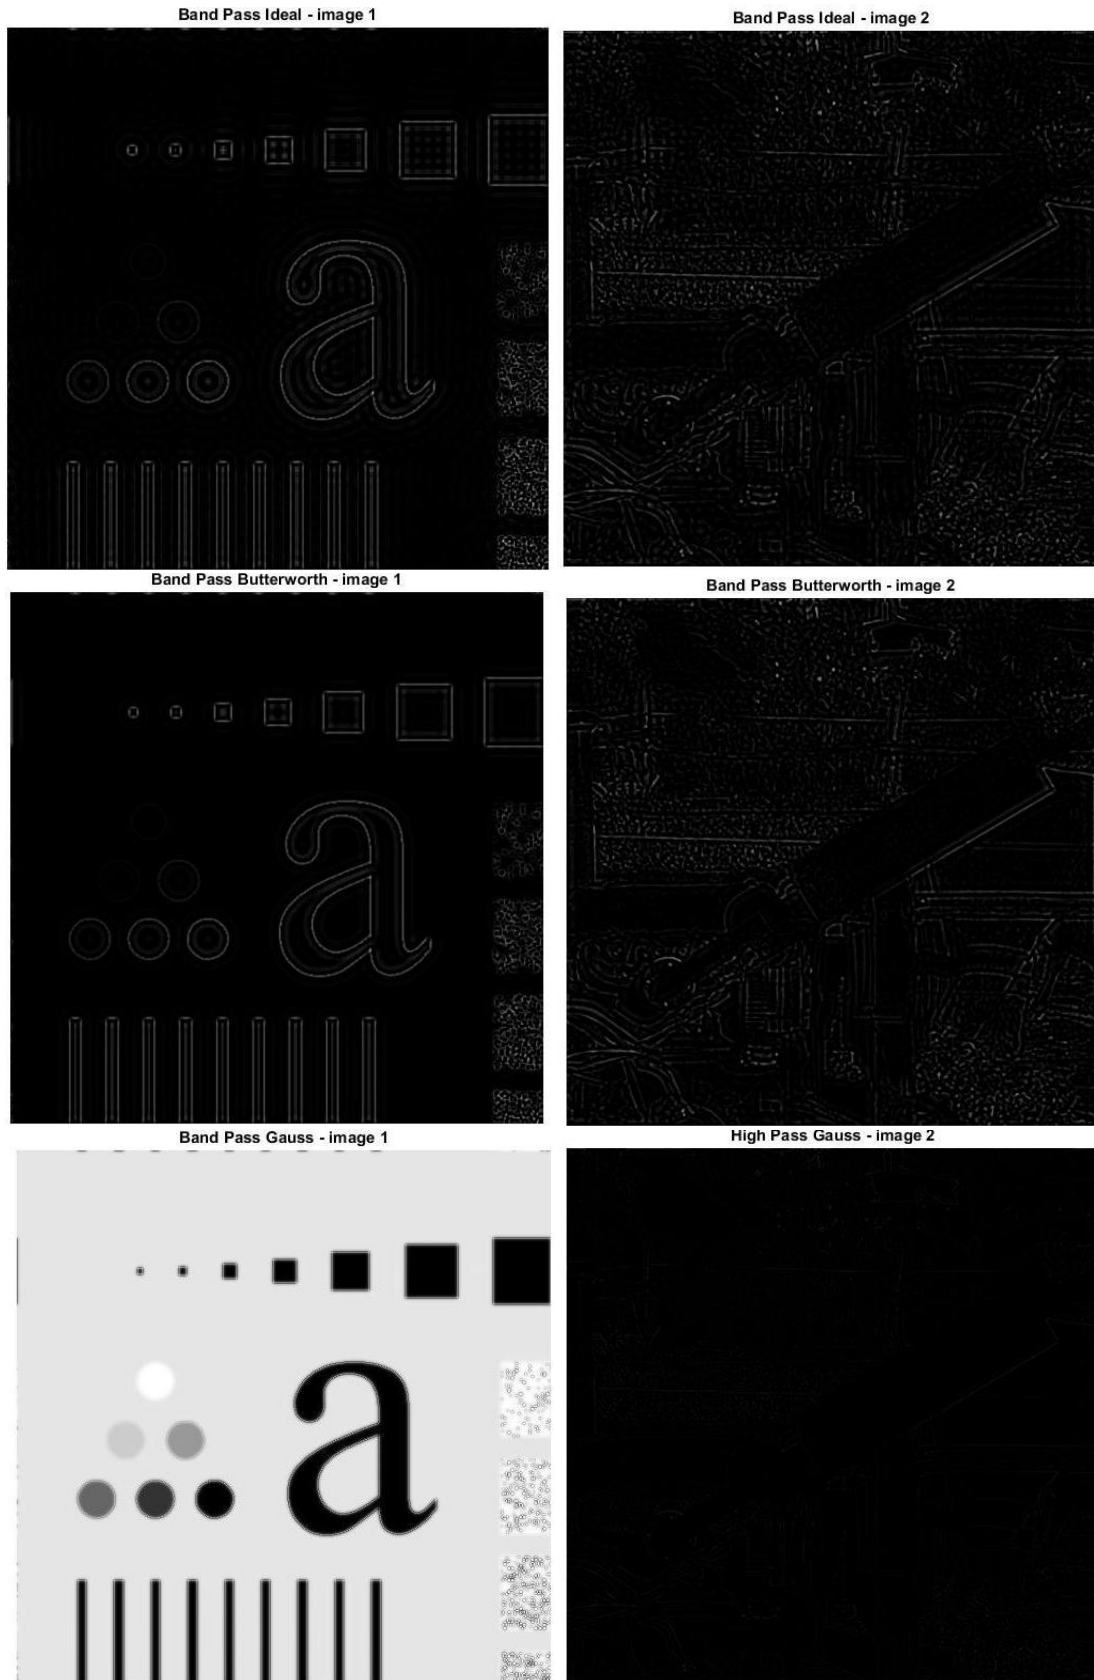 Band Pass Ideal - image 1
Band Pass Ideal - image 2
Band Pass Butterworth - image 1
Band Pass Butterworth - image 2
Band Pass Gauss - image 1
High Pass Gauss - image 2
a
a
a